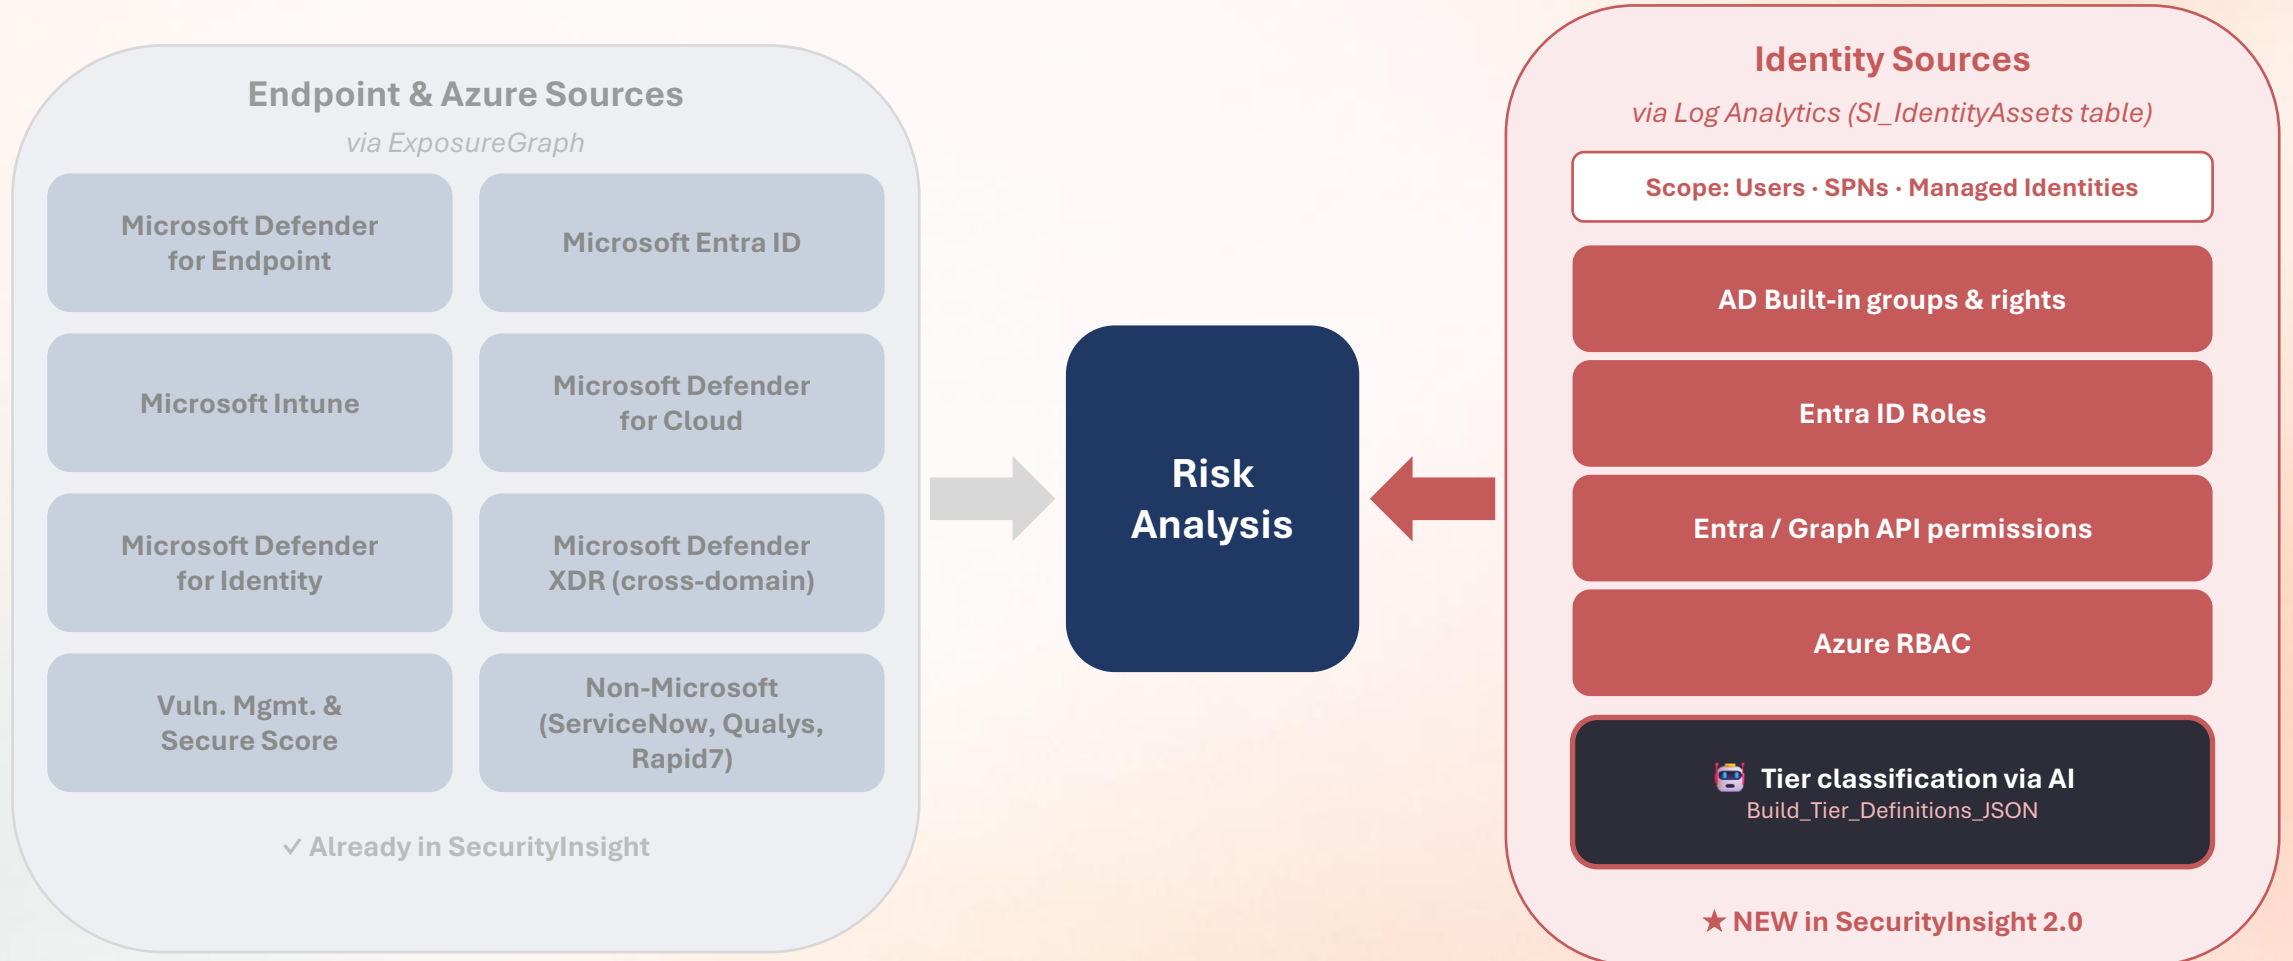 Endpoint & Azure Sources
via ExposureGraph
Microsoft Defender
for Endpoint
Microsoft Entra ID
Microsoft Intune
Microsoft Defender
for Cloud
Microsoft Defender
for Identity
Microsoft Defender
XDR (cross-domain)
Vuln. Mgmt. &
Secure Score
Non-Microsoft
(ServiceNow, Qualys,
Rapid7)
✓ Already in SecurityInsight
Risk
Analysis
Identity Sources
via Log Analytics (SI_IdentityAssets table)
Scope: Users · SPNs · Managed Identities
AD Built-in groups & rights
Entra ID Roles
Entra / Graph API permissions
Azure RBAC
Tier classification via AI
Build_Tier_Definitions_JSON
★ NEW in SecurityInsight 2.0